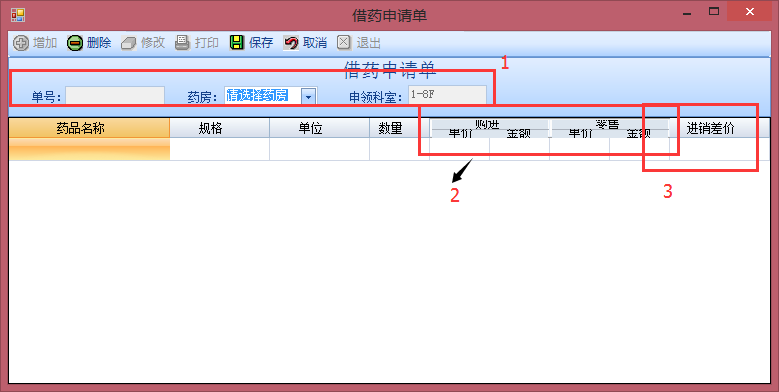 借药申请单
增加 删除 修改 打印 保存 取消 退出
借药申请单
1
单号： 药房： 请选择药房 申领科室： 1-8F
药品名称 规格 单位 数量 购进 单价 金额 零售 单价 金额 进销差价
2
3